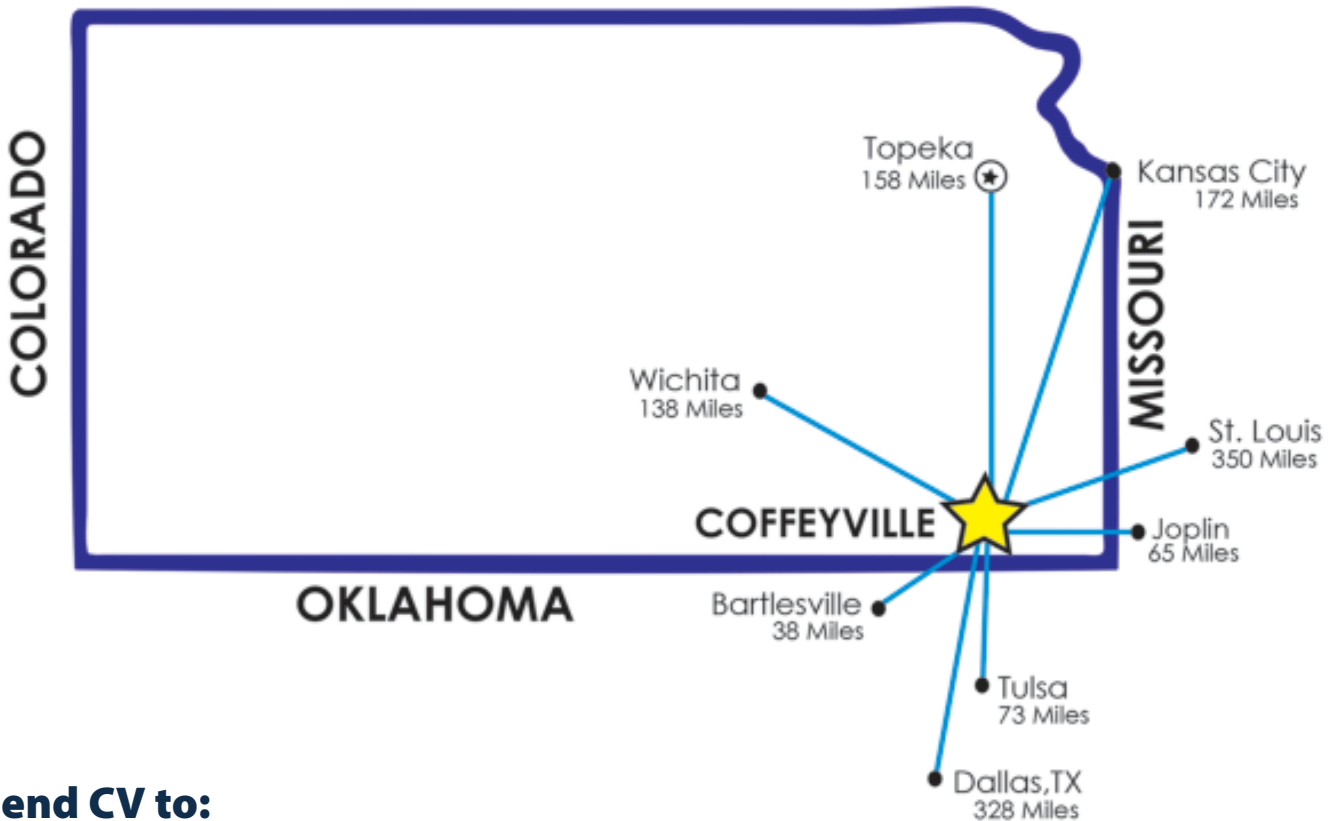 COLORADO
Topeka
158 Miles
Kansas City
172 Miles
MISSOURI
Wichita
138 Miles
St. Louis
350 Miles
COFFEYVILLE
Joplin
65 Miles
OKLAHOMA
Bartlesville
38 Miles
Tulsa
73 Miles
Dallas,TX
328 Miles
end CV to: